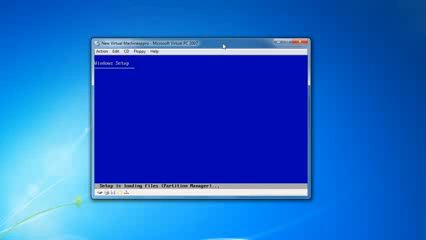 New Virtual Machinexppro - Microsoft Virtual PC 2007
Action Edit CD Floppy Help
Windows Setup
Setup is loading files (Partition Manager)...